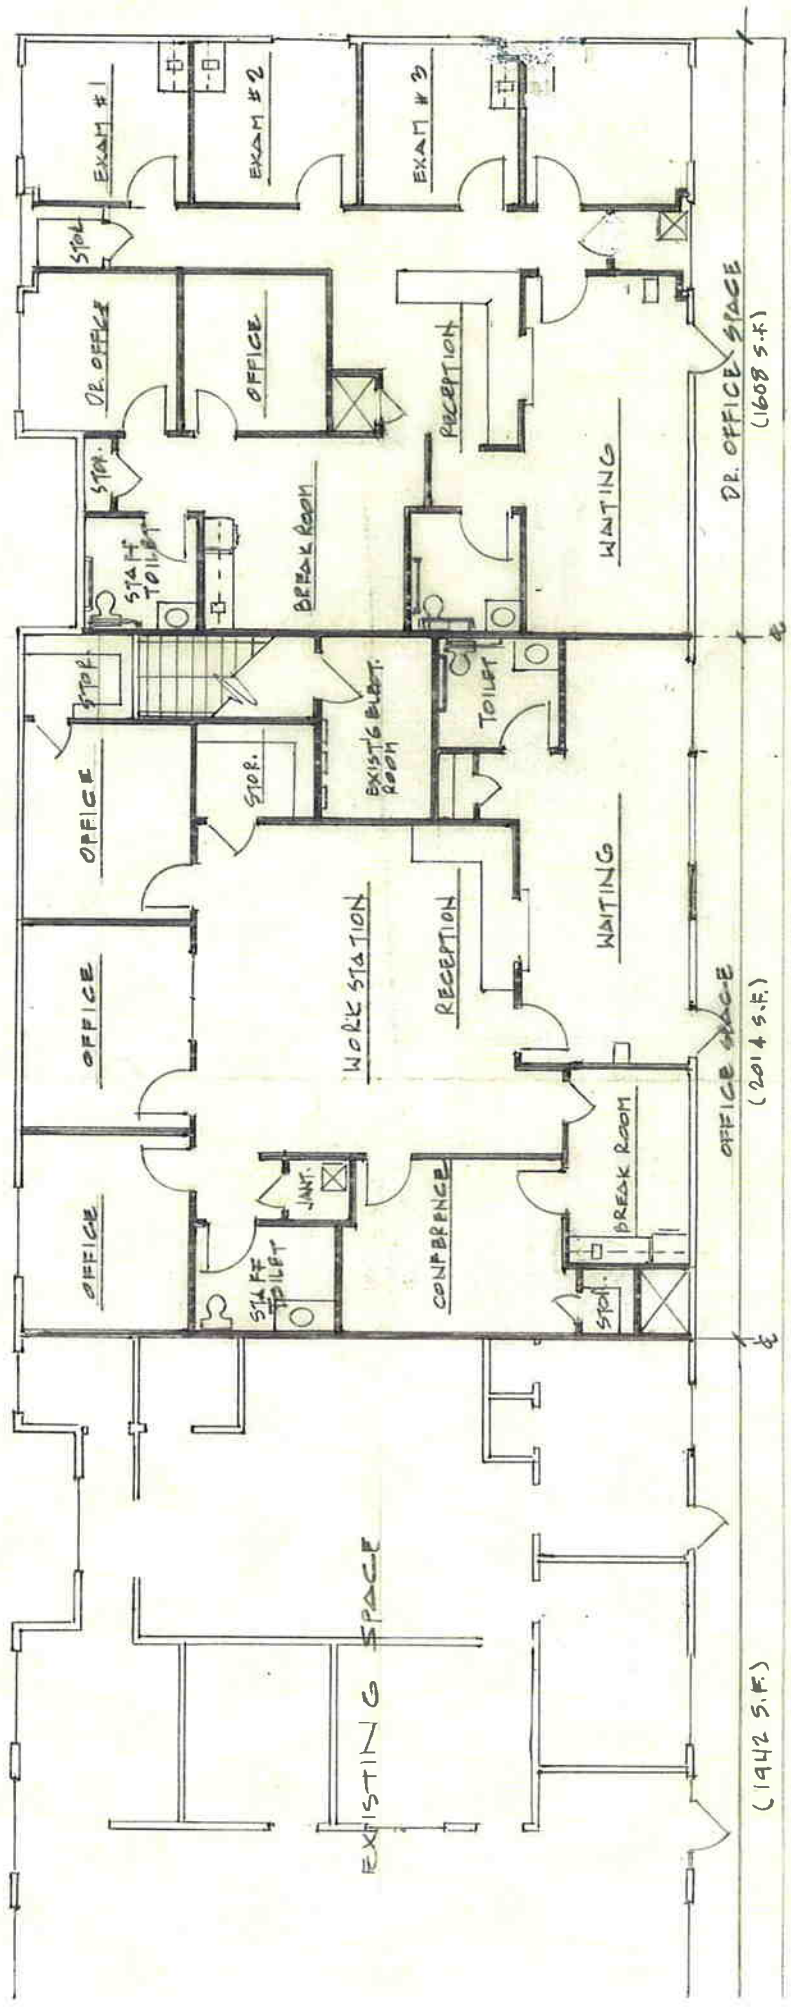 EXAM #1
EXAM #2
EXAM #3
STOR.
DR. OFFICE
OFFICE
RECEPTION
WAITING
DR. OFFICE SPACE
(1608 S.F.)
STOR.
STAFF
TOILET
BREAK ROOM
STOR.
EXIST'G ELECT.
ROOM
TOILET
OFFICE
STOR.
OFFICE
WORK STATION
RECEPTION
WAITING
OFFICE SPACE
(2014 S.F.)
OFFICE
STAFF
TOILET
JANT.
CONFERENCE
BREAK ROOM
STOR.
EXISTING SPACE
(1942 S.F.)